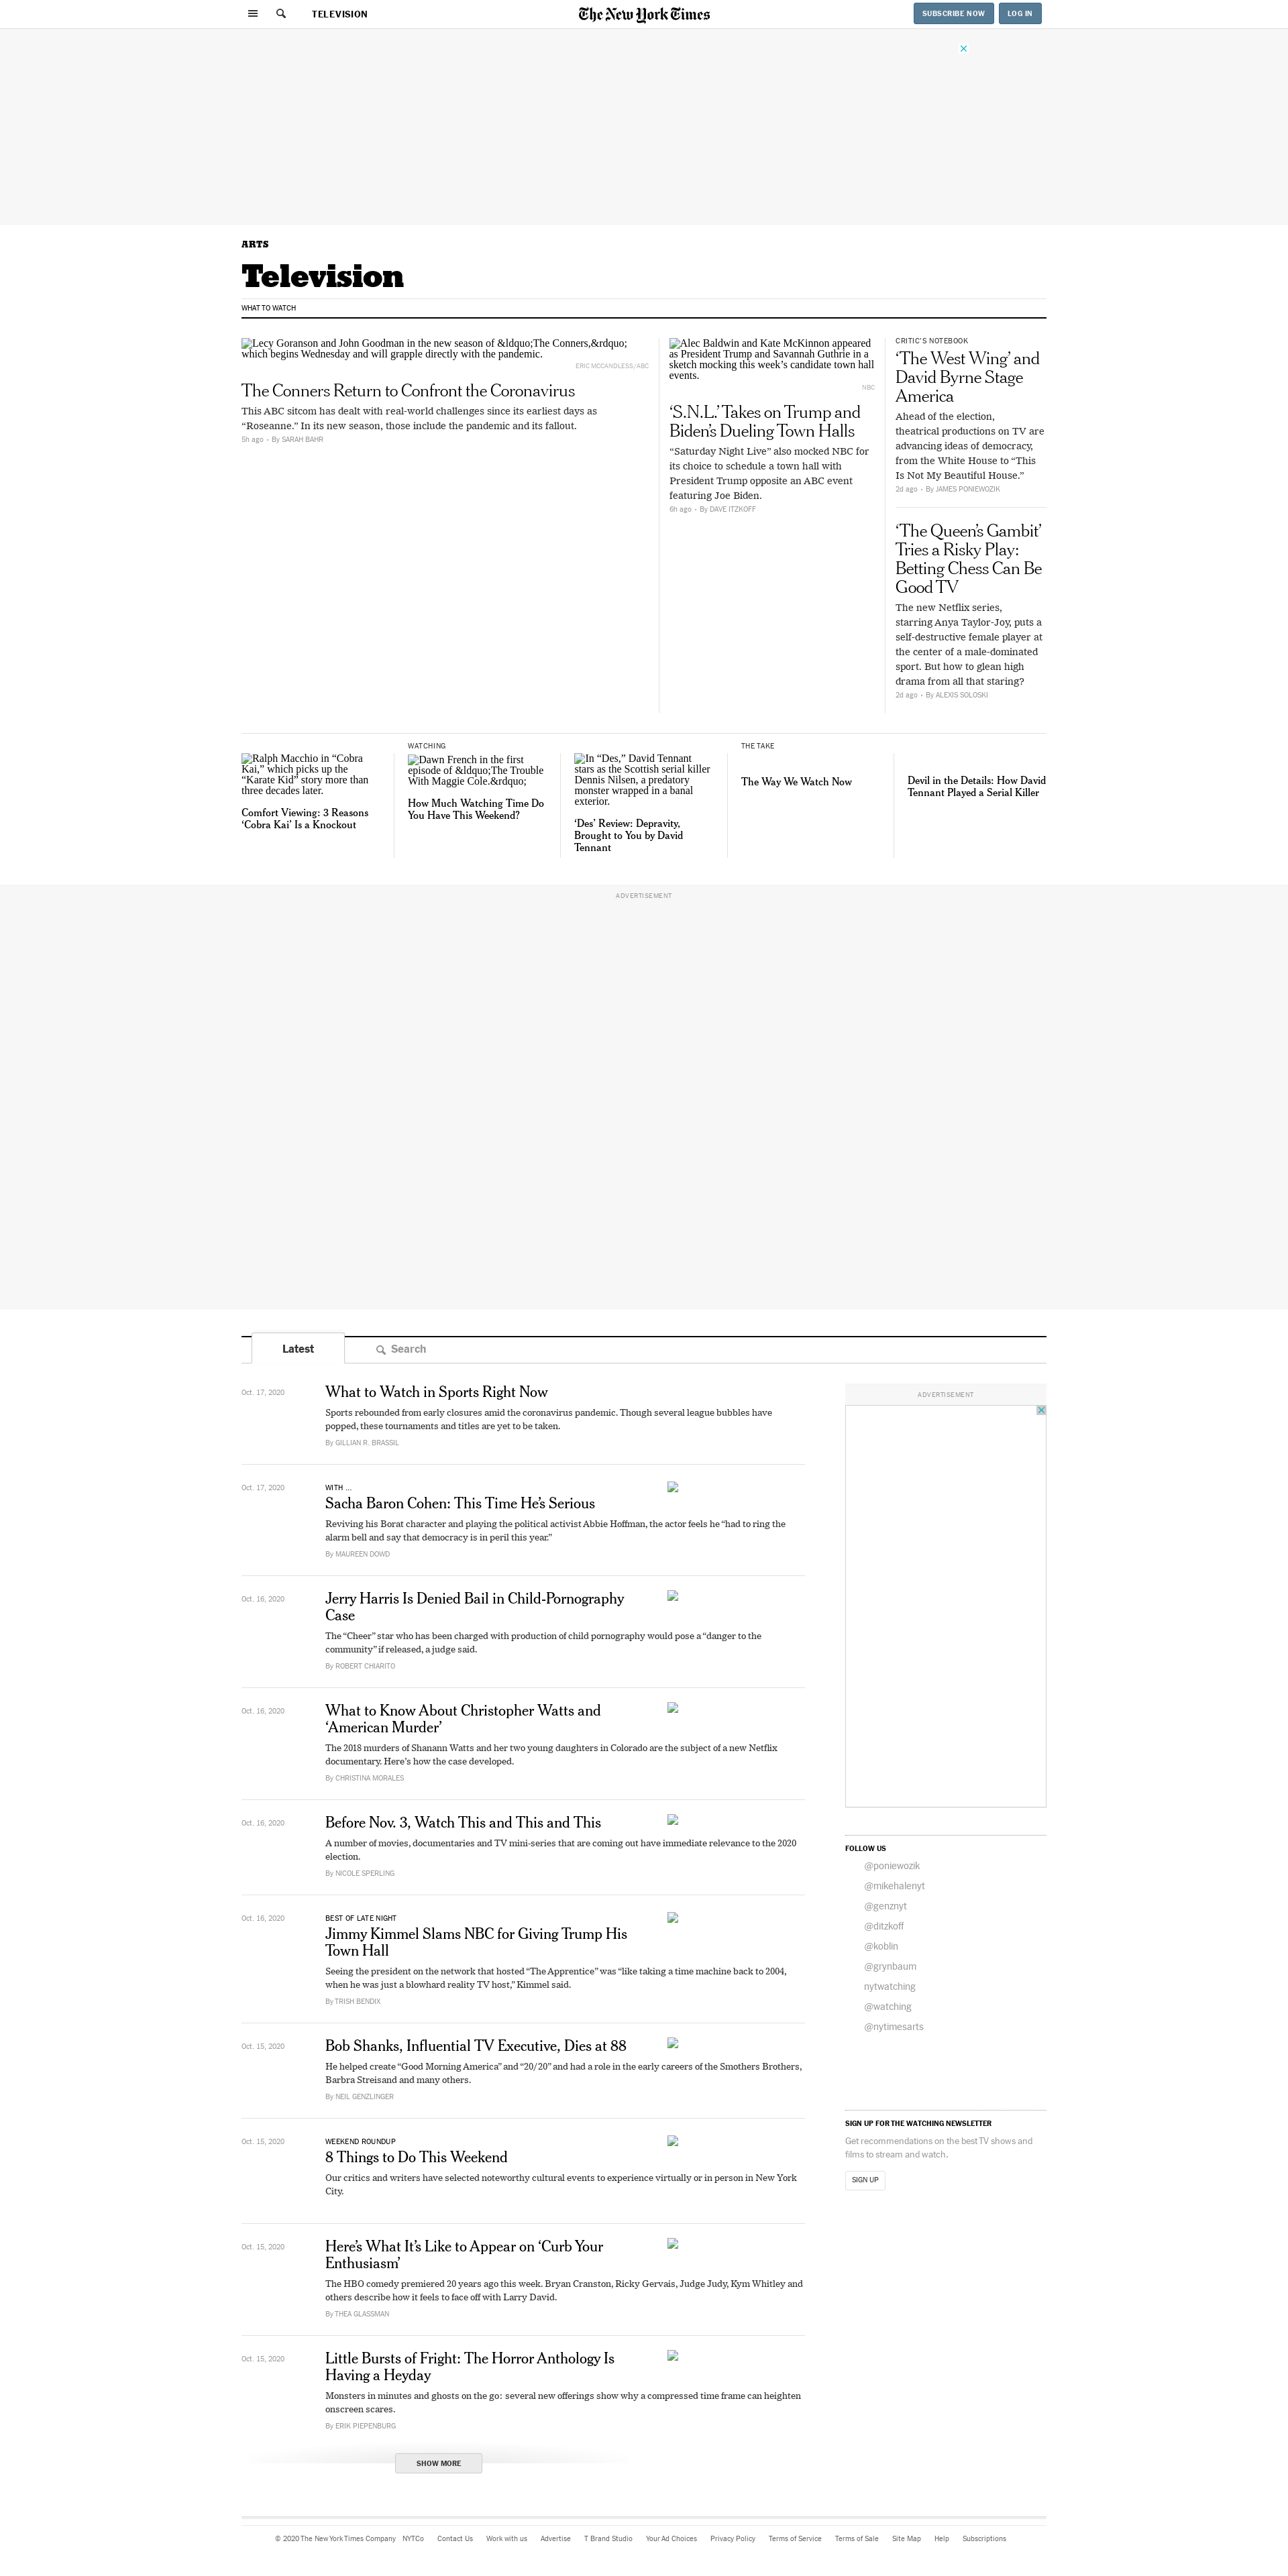 TELEVISION
The New York Times
SUBSCRIBE NOW
LOG IN
ARTS
Television
WHAT TO WATCH
Lecy Goranson and John Goodman in the new season of &ldquo;The Conners,&rdquo;
which begins Wednesday and will grapple directly with the pandemic.
ERIC MCCANDLESS/ABC
The Conners Return to Confront the Coronavirus
This ABC sitcom has dealt with real-world challenges since its earliest days as
“Roseanne.” In its new season, those include the pandemic and its fallout.
5h ago • By SARAH BAHR
Alec Baldwin and Kate McKinnon appeared
as President Trump and Savannah Guthrie in a
sketch mocking this week’s candidate town hall
events.
NBC
‘S.N.L.’ Takes on Trump and
Biden’s Dueling Town Halls
“Saturday Night Live” also mocked NBC for
its choice to schedule a town hall with
President Trump opposite an ABC event
featuring Joe Biden.
6h ago • By DAVE ITZKOFF
CRITIC’S NOTEBOOK
‘The West Wing’ and
David Byrne Stage
America
Ahead of the election,
theatrical productions on TV are
advancing ideas of democracy,
from the White House to “This
Is Not My Beautiful House.”
2d ago • By JAMES PONIEWOZIK
‘The Queen’s Gambit’
Tries a Risky Play:
Betting Chess Can Be
Good TV
The new Netflix series,
starring Anya Taylor-Joy, puts a
self-destructive female player at
the center of a male-dominated
sport. But how to glean high
drama from all that staring?
2d ago • By ALEXIS SOLOSKI
Ralph Macchio in “Cobra
Kai,” which picks up the
“Karate Kid” story more than
three decades later.
Comfort Viewing: 3 Reasons
‘Cobra Kai’ Is a Knockout
WATCHING
Dawn French in the first
episode of &ldquo;The Trouble
With Maggie Cole.&rdquo;
How Much Watching Time Do
You Have This Weekend?
In “Des,” David Tennant
stars as the Scottish serial killer
Dennis Nilsen, a predatory
monster wrapped in a banal
exterior.
‘Des’ Review: Depravity,
Brought to You by David
Tennant
THE TAKE
The Way We Watch Now
Devil in the Details: How David
Tennant Played a Serial Killer
ADVERTISEMENT
Latest
Search
Oct. 17, 2020
What to Watch in Sports Right Now
Sports rebounded from early closures amid the coronavirus pandemic. Though several league bubbles have
popped, these tournaments and titles are yet to be taken.
By GILLIAN R. BRASSIL
Oct. 17, 2020
WITH ...
Sacha Baron Cohen: This Time He’s Serious
Reviving his Borat character and playing the political activist Abbie Hoffman, the actor feels he “had to ring the
alarm bell and say that democracy is in peril this year.”
By MAUREEN DOWD
Oct. 16, 2020
Jerry Harris Is Denied Bail in Child-Pornography
Case
The “Cheer” star who has been charged with production of child pornography would pose a “danger to the
community” if released, a judge said.
By ROBERT CHIARITO
Oct. 16, 2020
What to Know About Christopher Watts and
‘American Murder’
The 2018 murders of Shanann Watts and her two young daughters in Colorado are the subject of a new Netflix
documentary. Here’s how the case developed.
By CHRISTINA MORALES
Oct. 16, 2020
Before Nov. 3, Watch This and This and This
A number of movies, documentaries and TV mini-series that are coming out have immediate relevance to the 2020
election.
By NICOLE SPERLING
Oct. 16, 2020
BEST OF LATE NIGHT
Jimmy Kimmel Slams NBC for Giving Trump His
Town Hall
Seeing the president on the network that hosted “The Apprentice” was “like taking a time machine back to 2004,
when he was just a blowhard reality TV host,” Kimmel said.
By TRISH BENDIX
Oct. 15, 2020
Bob Shanks, Influential TV Executive, Dies at 88
He helped create “Good Morning America” and “20/20” and had a role in the early careers of the Smothers Brothers,
Barbra Streisand and many others.
By NEIL GENZLINGER
Oct. 15, 2020
WEEKEND ROUNDUP
8 Things to Do This Weekend
Our critics and writers have selected noteworthy cultural events to experience virtually or in person in New York
City.
Oct. 15, 2020
Here’s What It’s Like to Appear on ‘Curb Your
Enthusiasm’
The HBO comedy premiered 20 years ago this week. Bryan Cranston, Ricky Gervais, Judge Judy, Kym Whitley and
others describe how it feels to face off with Larry David.
By THEA GLASSMAN
Oct. 15, 2020
Little Bursts of Fright: The Horror Anthology Is
Having a Heyday
Monsters in minutes and ghosts on the go: several new offerings show why a compressed time frame can heighten
onscreen scares.
By ERIK PIEPENBURG
SHOW MORE
ADVERTISEMENT
FOLLOW US
@poniewozik
@mikehalenyt
@genznyt
@ditzkoff
@koblin
@grynbaum
nytwatching
@watching
@nytimesarts
SIGN UP FOR THE WATCHING NEWSLETTER
Get recommendations on the best TV shows and
films to stream and watch.
SIGN UP
© 2020 The New York Times Company NYTCo Contact Us Work with us Advertise T Brand Studio Your Ad Choices Privacy Policy Terms of Service Terms of Sale Site Map Help Subscriptions